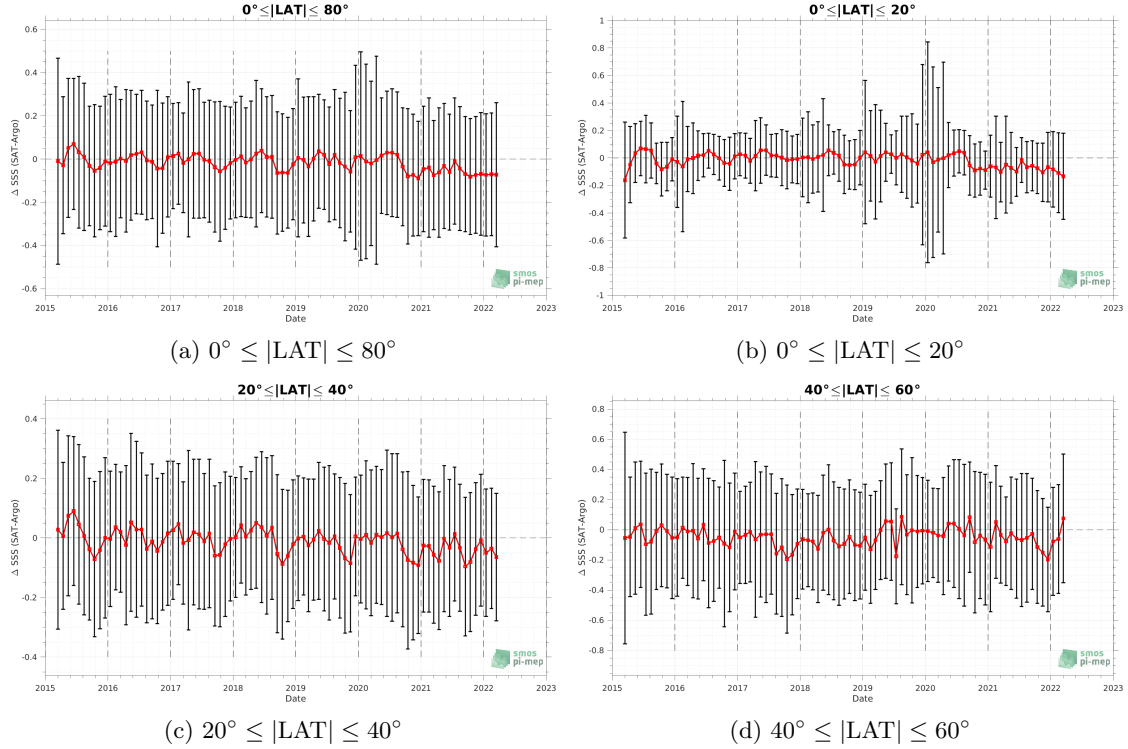 0°≤|LAT|≤ 80°
Δ SSS (SAT-Argo)
0.6
0.4
0.2
0
-0.2
-0.4
-0.6
2015 2016 2017 2018 2019 2020 2021 2022 2023
Date
smos
pi-mep
(a) 0° ≤ |LAT| ≤ 80°
0°≤|LAT|≤ 20°
Δ SSS (SAT-Argo)
1
0.8
0.6
0.4
0.2
0
-0.2
-0.4
-0.6
-0.8
-1
2015 2016 2017 2018 2019 2020 2021 2022 2023
Date
smos
pi-mep
(b) 0° ≤ |LAT| ≤ 20°
20°≤|LAT|≤ 40°
Δ SSS (SAT-Argo)
0.4
0.2
0
-0.2
-0.4
2015 2016 2017 2018 2019 2020 2021 2022 2023
Date
smos
pi-mep
(c) 20° ≤ |LAT| ≤ 40°
40°≤|LAT|≤ 60°
Δ SSS (SAT-Argo)
0.8
0.6
0.4
0.2
0
-0.2
-0.4
-0.6
-0.8
2015 2016 2017 2018 2019 2020 2021 2022 2023
Date
smos
pi-mep
(d) 40° ≤ |LAT| ≤ 60°